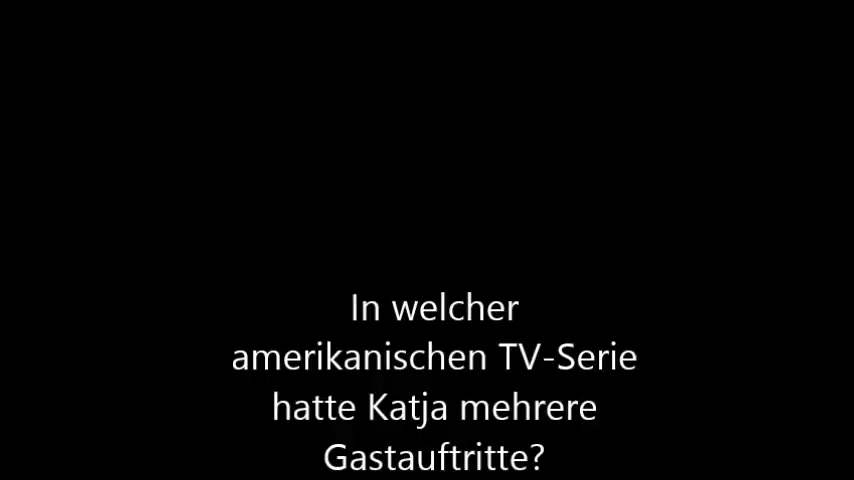 In welcher
amerikanischen TV-Serie
hatte Katja mehrere
Gastauftritte?